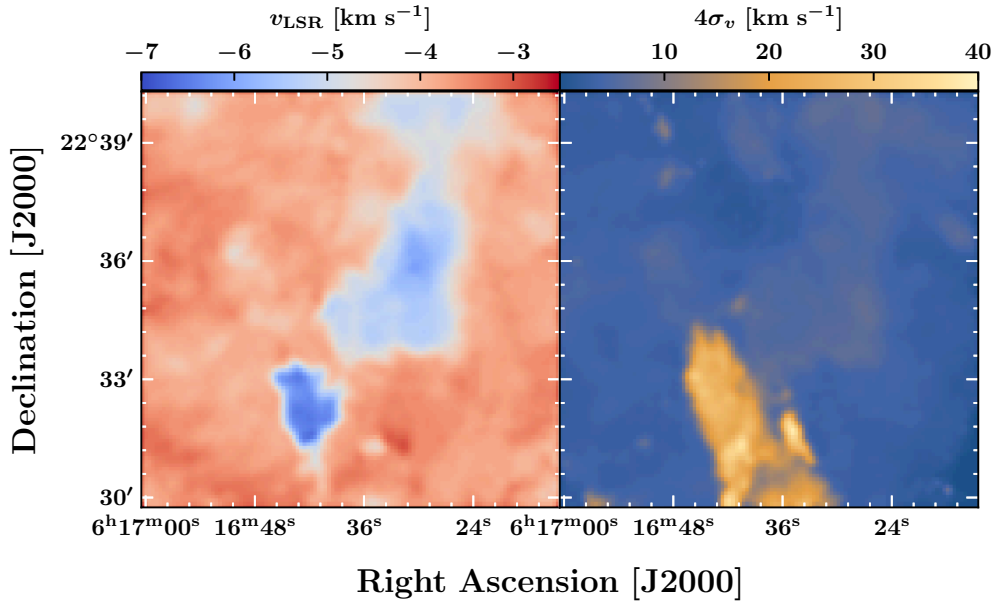 v_LSR [km s⁻¹] 4σ_v [km s⁻¹]
−7 −6 −5 −4 −3 10 20 30 40
22°39′
36′
33′
30′
6ʰ17ᵐ00ˢ 16ᵐ48ˢ 36ˢ 24ˢ 6ʰ17ᵐ00ˢ 16ᵐ48ˢ 36ˢ 24ˢ
Declination [J2000]
Right Ascension [J2000]